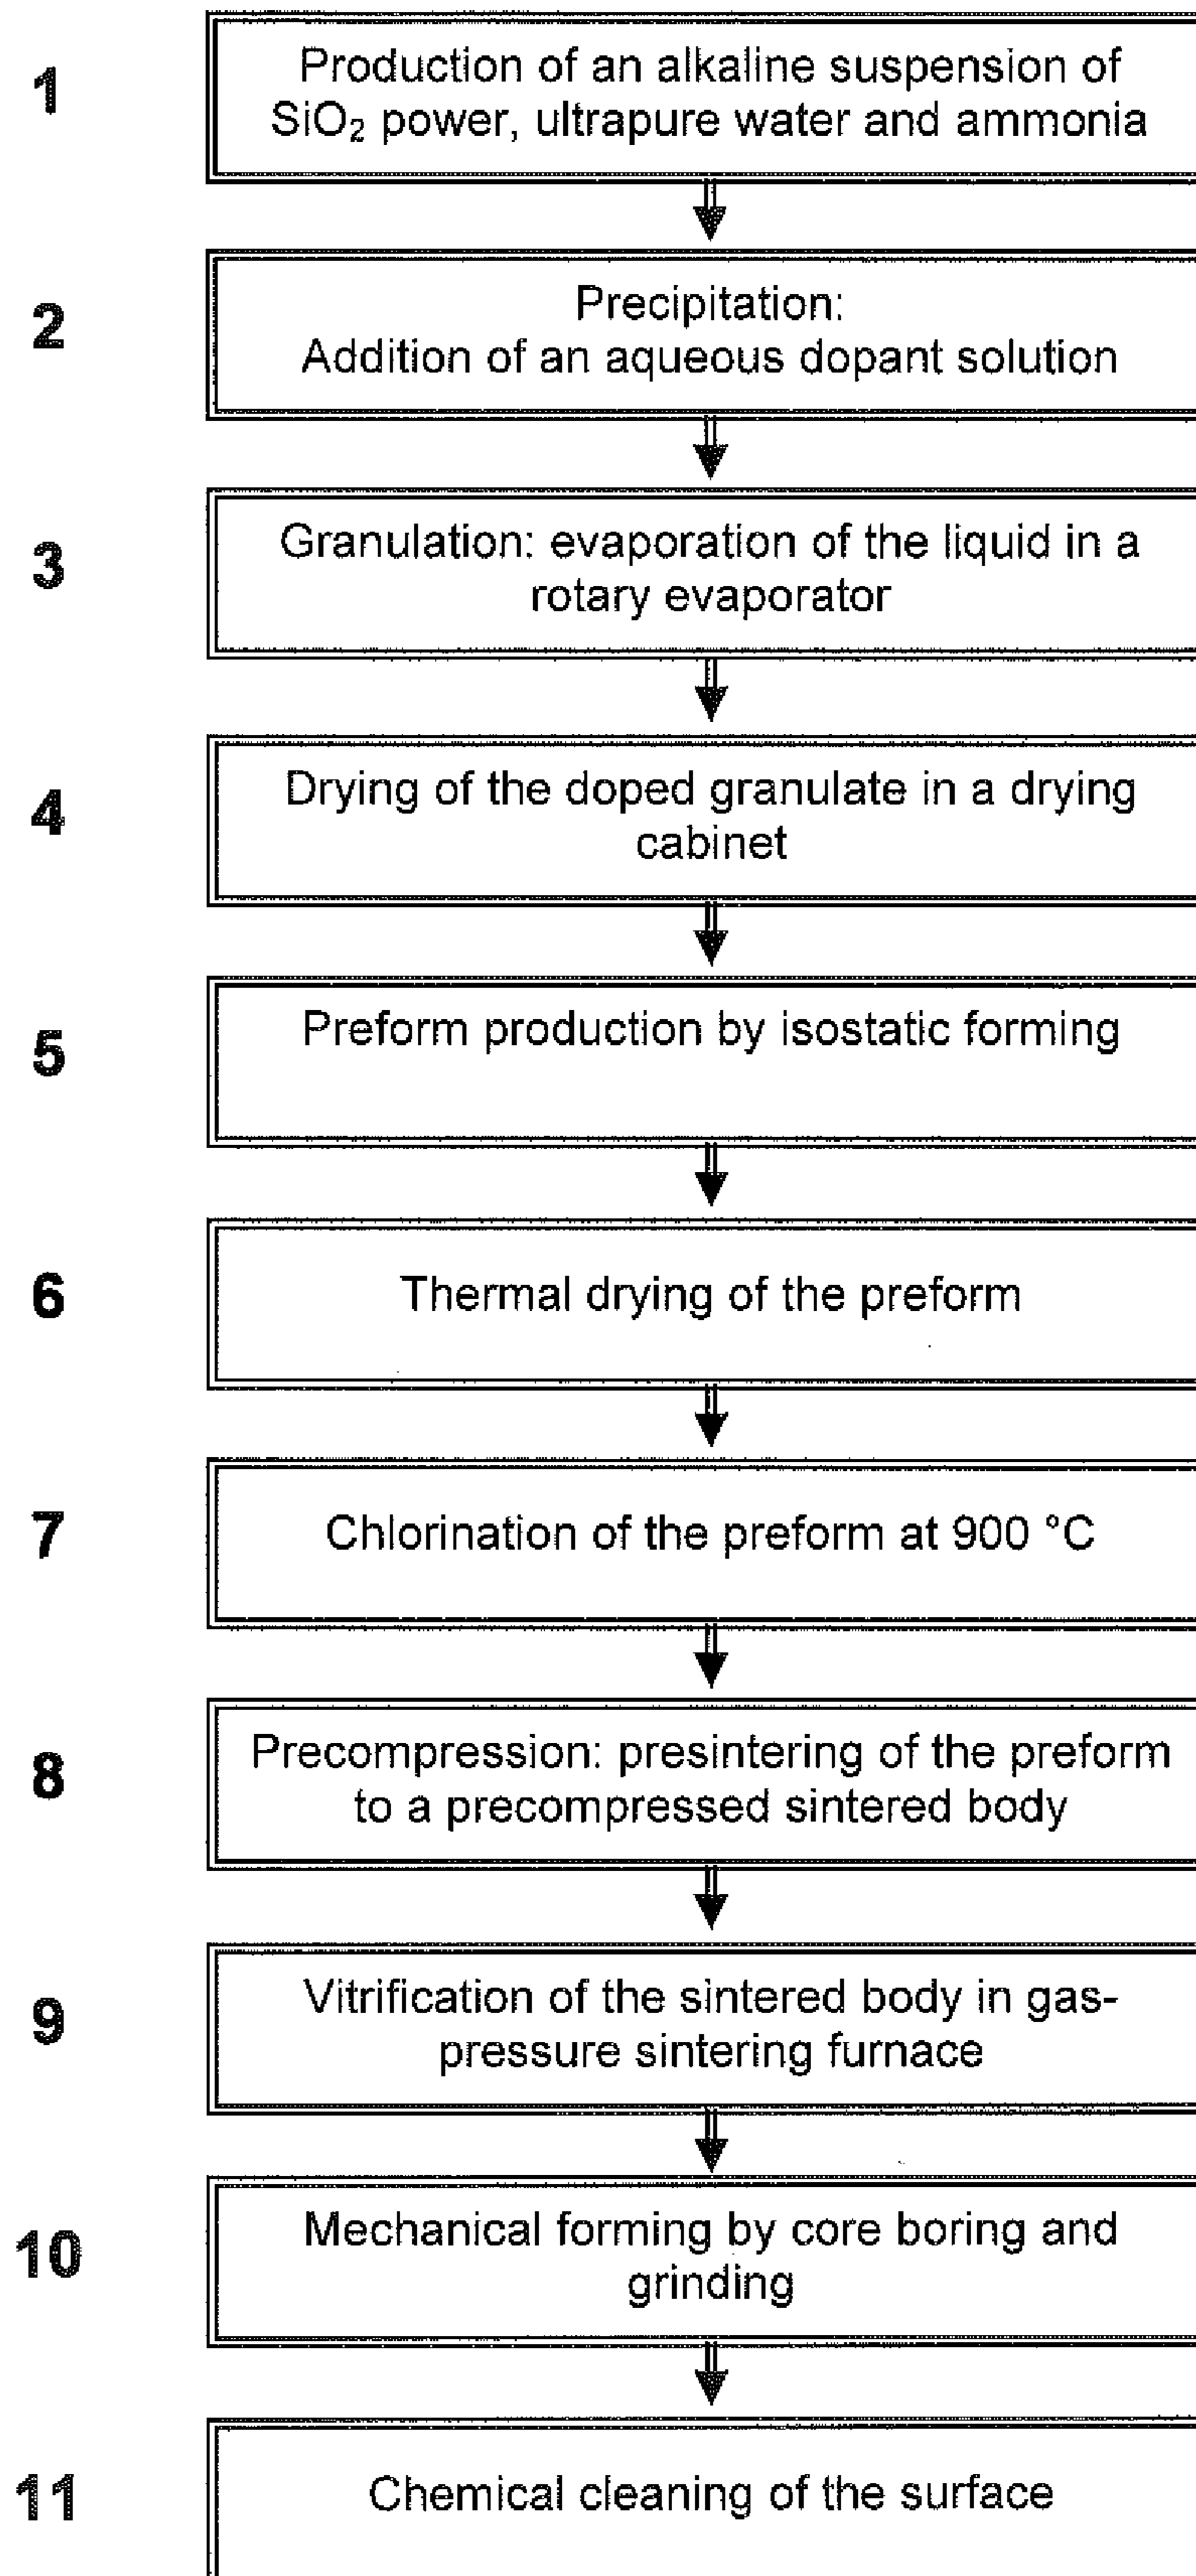 1
Production of an alkaline suspension of
SiO₂ power, ultrapure water and ammonia
2
Precipitation:
Addition of an aqueous dopant solution
3
Granulation: evaporation of the liquid in a
rotary evaporator
4
Drying of the doped granulate in a drying
cabinet
5
Preform production by isostatic forming
6
Thermal drying of the preform
7
Chlorination of the preform at 900 °C
8
Precompression: presintering of the preform
to a precompressed sintered body
9
Vitrification of the sintered body in gas-
pressure sintering furnace
10
Mechanical forming by core boring and
grinding
11
Chemical cleaning of the surface